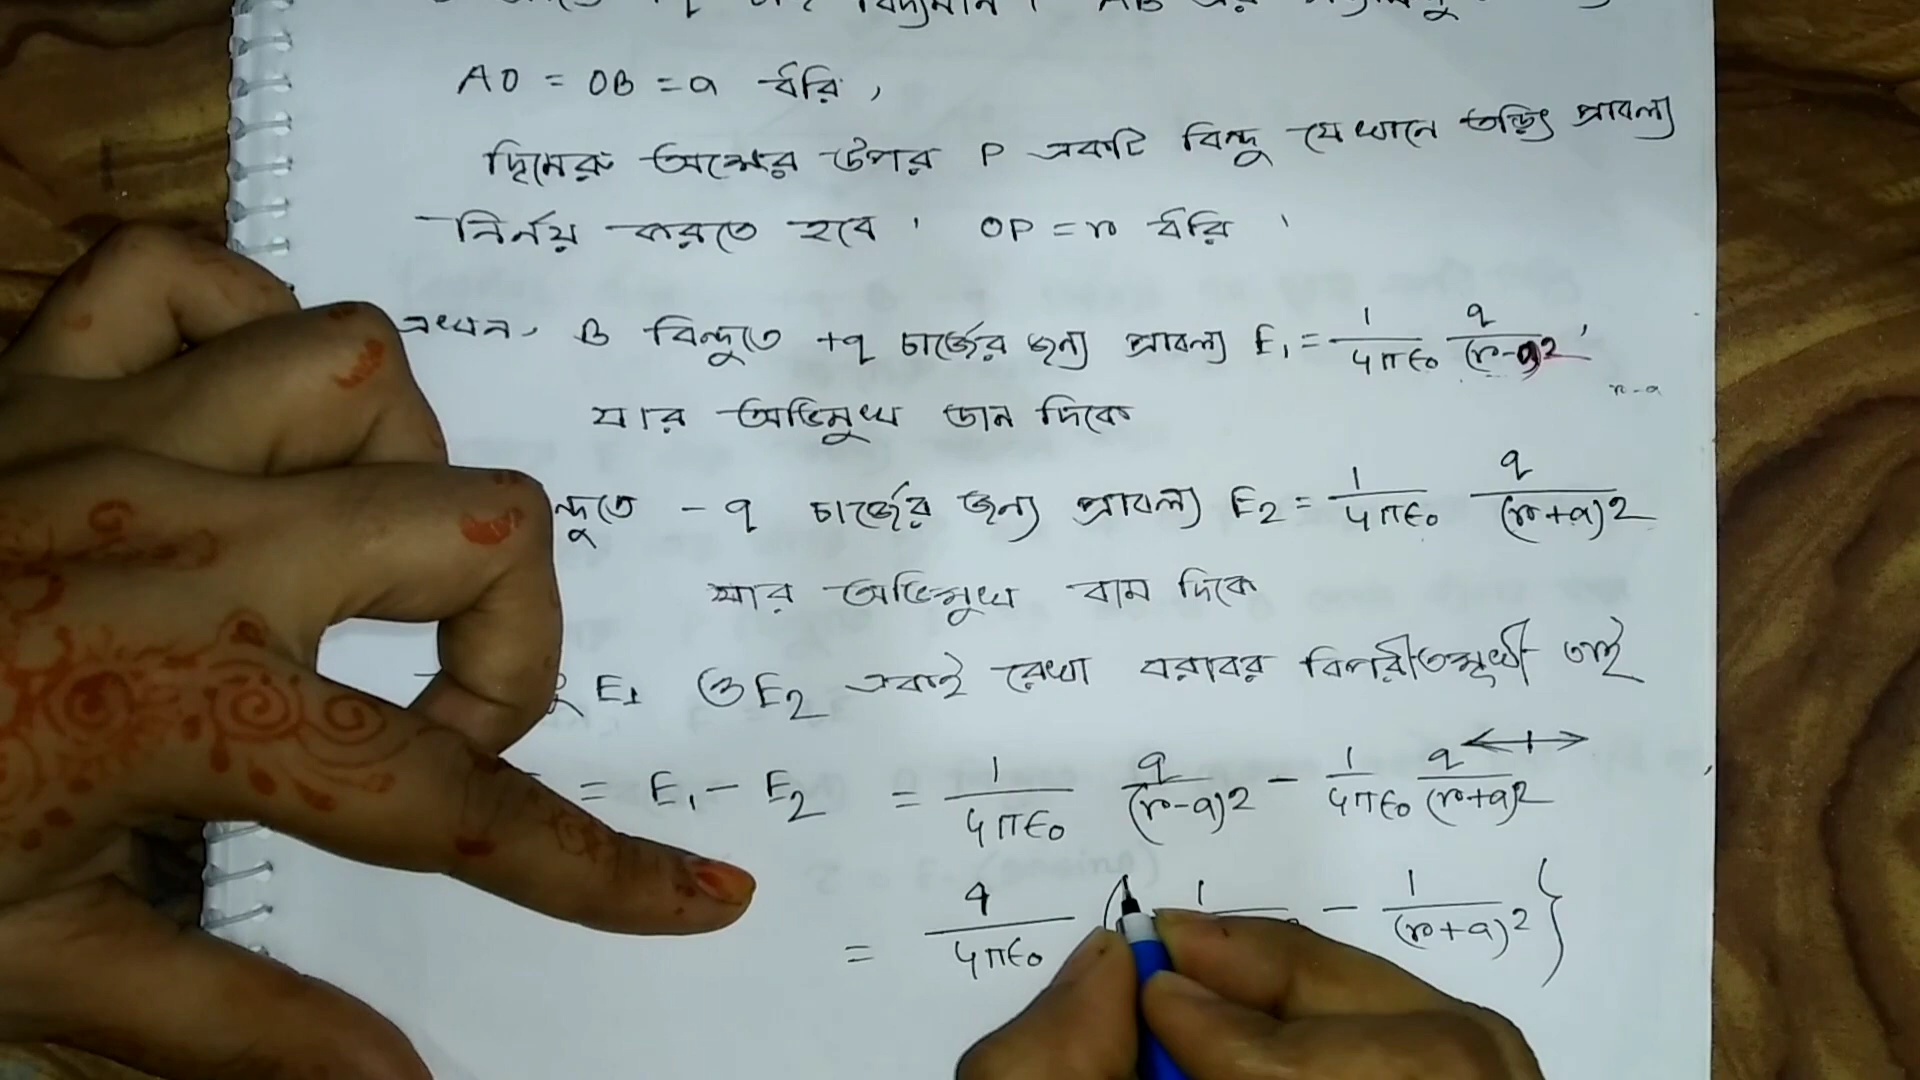 AO = OB = a ধরি,
দ্বিমেরু অক্ষের উপর P একটি বিন্দু যেখানে তড়িৎ প্রাবল্য
নির্নয় করতে হবে । OP = r ধরি ।
এখন, B বিন্দুতে +q চার্জের জন্য প্রাবল্য E₁ = 1/4πϵ₀ q/(r-a)²,
r-a
যার অভিমুখ ডান দিকে
ন্দুতে -q চার্জের জন্য প্রাবল্য E₂ = 1/4πϵ₀ q/(r+a)²
যার অভিমুখ বাম দিকে
E₁ ও E₂ একই রেখা বরাবর বিপরীতমুখী তাই
= E₁ - E₂ = 1/4πϵ₀ q/(r-a)² - 1/4πϵ₀ q/(r+a)²
= q/4πϵ₀ { 1 - 1/(r+a)² }